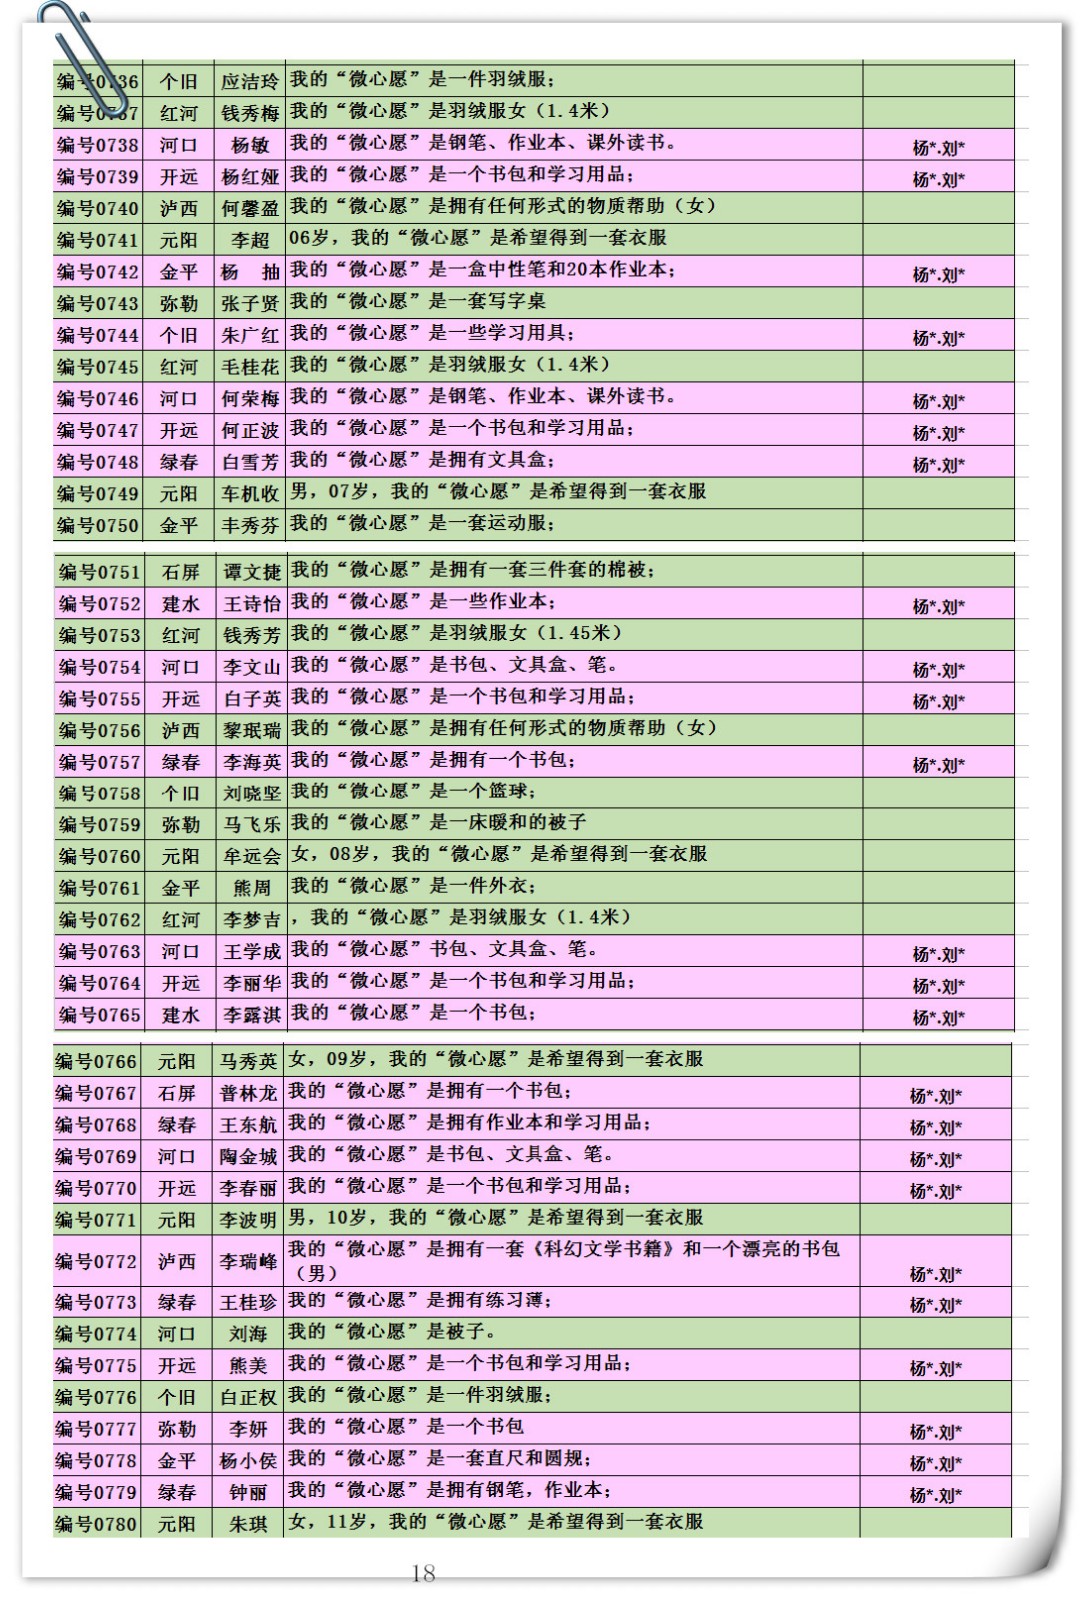 编号0736 个旧 应洁玲 我的“微心愿”是一件羽绒服；
编号0737 红河 钱秀梅 我的“微心愿”是羽绒服女（1.4米）
编号0738 河口 杨敏 我的“微心愿”是钢笔、作业本、课外读书。 杨*.刘*
编号0739 开远 杨红娅 我的“微心愿”是一个书包和学习用品； 杨*.刘*
编号0740 泸西 何馨盈 我的“微心愿”是拥有任何形式的物质帮助（女）
编号0741 元阳 李超 06岁，我的“微心愿”是希望得到一套衣服
编号0742 金平 杨 抽 我的“微心愿”是一盒中性笔和20本作业本； 杨*.刘*
编号0743 弥勒 张子贤 我的“微心愿”是一套写字桌
编号0744 个旧 朱广红 我的“微心愿”是一些学习用具； 杨*.刘*
编号0745 红河 毛桂花 我的“微心愿”是羽绒服女（1.4米）
编号0746 河口 何荣梅 我的“微心愿”是钢笔、作业本、课外读书。 杨*.刘*
编号0747 开远 何正波 我的“微心愿”是一个书包和学习用品； 杨*.刘*
编号0748 绿春 白雪芳 我的“微心愿”是拥有文具盒； 杨*.刘*
编号0749 元阳 车机收 男，07岁，我的“微心愿”是希望得到一套衣服
编号0750 金平 丰秀芬 我的“微心愿”是一套运动服；
编号0751 石屏 谭文捷 我的“微心愿”是拥有一套三件套的棉被；
编号0752 建水 王诗怡 我的“微心愿”是一些作业本； 杨*.刘*
编号0753 红河 钱秀芳 我的“微心愿”是羽绒服女（1.45米）
编号0754 河口 李文山 我的“微心愿”是书包、文具盒、笔。 杨*.刘*
编号0755 开远 白子英 我的“微心愿”是一个书包和学习用品； 杨*.刘*
编号0756 泸西 黎珉瑞 我的“微心愿”是拥有任何形式的物质帮助（女）
编号0757 绿春 李海英 我的“微心愿”是拥有一个书包； 杨*.刘*
编号0758 个旧 刘晓坚 我的“微心愿”是一个篮球；
编号0759 弥勒 马飞乐 我的“微心愿”是一床暖和的被子
编号0760 元阳 牟远会 女，08岁，我的“微心愿”是希望得到一套衣服
编号0761 金平 熊周 我的“微心愿”是一件外衣；
编号0762 红河 李梦吉 ，我的“微心愿”是羽绒服女（1.4米）
编号0763 河口 王学成 我的“微心愿”书包、文具盒、笔。 杨*.刘*
编号0764 开远 李丽华 我的“微心愿”是一个书包和学习用品； 杨*.刘*
编号0765 建水 李露淇 我的“微心愿”是一个书包； 杨*.刘*
编号0766 元阳 马秀英 女，09岁，我的“微心愿”是希望得到一套衣服
编号0767 石屏 普林龙 我的“微心愿”是拥有一个书包； 杨*.刘*
编号0768 绿春 王东航 我的“微心愿”是拥有作业本和学习用品； 杨*.刘*
编号0769 河口 陶金城 我的“微心愿”是书包、文具盒、笔。 杨*.刘*
编号0770 开远 李春丽 我的“微心愿”是一个书包和学习用品； 杨*.刘*
编号0771 元阳 李波明 男，10岁，我的“微心愿”是希望得到一套衣服
编号0772 泸西 李瑞峰 我的“微心愿”是拥有一套《科幻文学书籍》和一个漂亮的书包
（男） 杨*.刘*
编号0773 绿春 王桂珍 我的“微心愿”是拥有练习薄； 杨*.刘*
编号0774 河口 刘海 我的“微心愿”是被子。
编号0775 开远 熊美 我的“微心愿”是一个书包和学习用品； 杨*.刘*
编号0776 个旧 白正权 我的“微心愿”是一件羽绒服；
编号0777 弥勒 李妍 我的“微心愿”是一个书包 杨*.刘*
编号0778 金平 杨小侯 我的“微心愿”是一套直尺和圆规； 杨*.刘*
编号0779 绿春 钟丽 我的“微心愿”是拥有钢笔，作业本； 杨*.刘*
编号0780 元阳 朱琪 女，11岁，我的“微心愿”是希望得到一套衣服
18